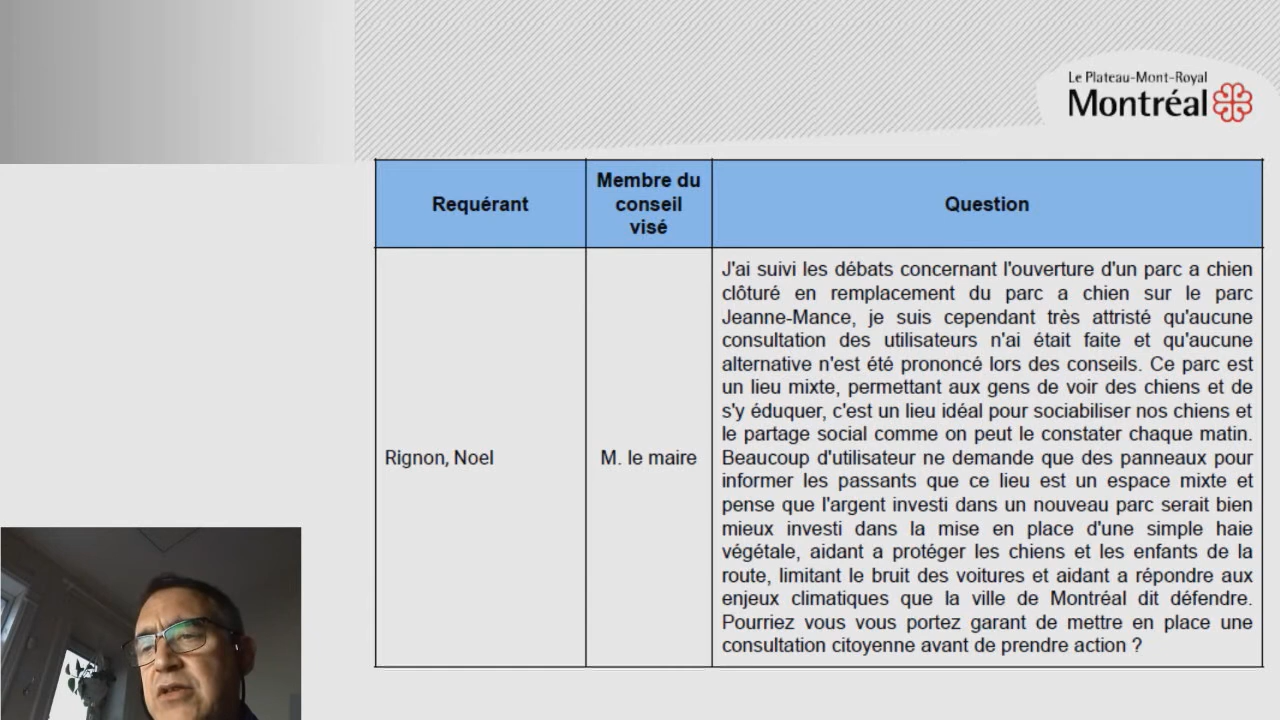 Le Plateau-Mont-Royal
Montréal
Requérant
Membre du
conseil
visé
Question
Rignon, Noel
M. le maire
J'ai suivi les débats concernant l'ouverture d'un parc a chien
clôturé en remplacement du parc a chien sur le parc
Jeanne-Mance, je suis cependant très attristé qu'aucune
consultation des utilisateurs n'ai était faite et qu'aucune
alternative n'est été prononcé lors des conseils. Ce parc est
un lieu mixte, permettant aux gens de voir des chiens et de
s'y éduquer, c'est un lieu idéal pour sociabiliser nos chiens et
le partage social comme on peut le constater chaque matin.
Beaucoup d'utilisateur ne demande que des panneaux pour
informer les passants que ce lieu est un espace mixte et
pense que l'argent investi dans un nouveau parc serait bien
mieux investi dans la mise en place d'une simple haie
végétale, aidant a protéger les chiens et les enfants de la
route, limitant le bruit des voitures et aidant a répondre aux
enjeux climatiques que la ville de Montréal dit défendre.
Pourriez vous vous portez garant de mettre en place une
consultation citoyenne avant de prendre action ?